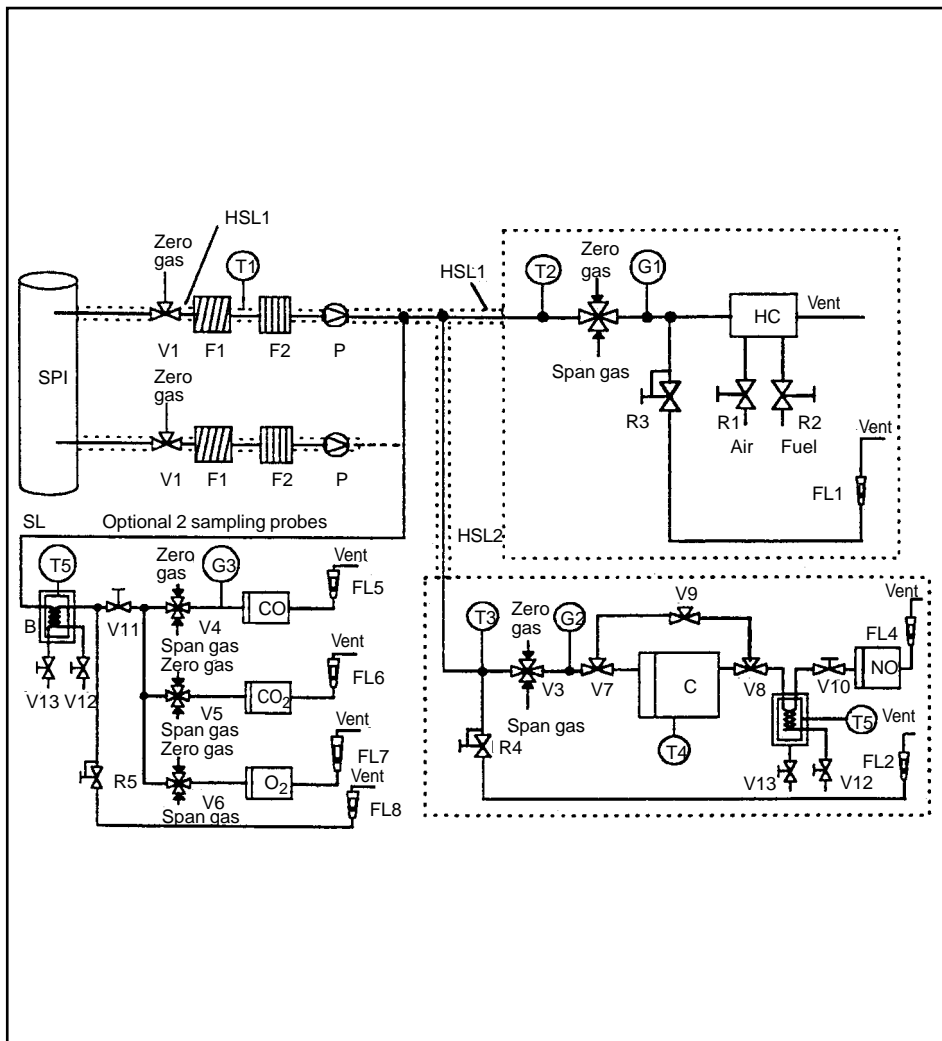 HSL1
Zero
gas
T1
HSL1
T2
Zero
gas
G1
Vent
HC
SPI
V1
F1
F2
P
Span gas
Zero
gas
R3
R1
R2
Air
Fuel
Vent
V1
F1
F2
P
FL1
SL
Optional 2 sampling probes
HSL2
T5
Zero
gas
G3
Vent
FL5
CO
B
V11
V4
Span gas
Zero gas
Vent
FL6
CO2
V13
V12
V5
Span gas
Zero gas
FL7
Vent
O2
R5
V6
Span gas
FL8
T3
Zero
gas
G2
V9
FL4
V3
V7
C
V8
V10
NO
Span gas
T5
Vent
R4
T4
FL2
V13
V12